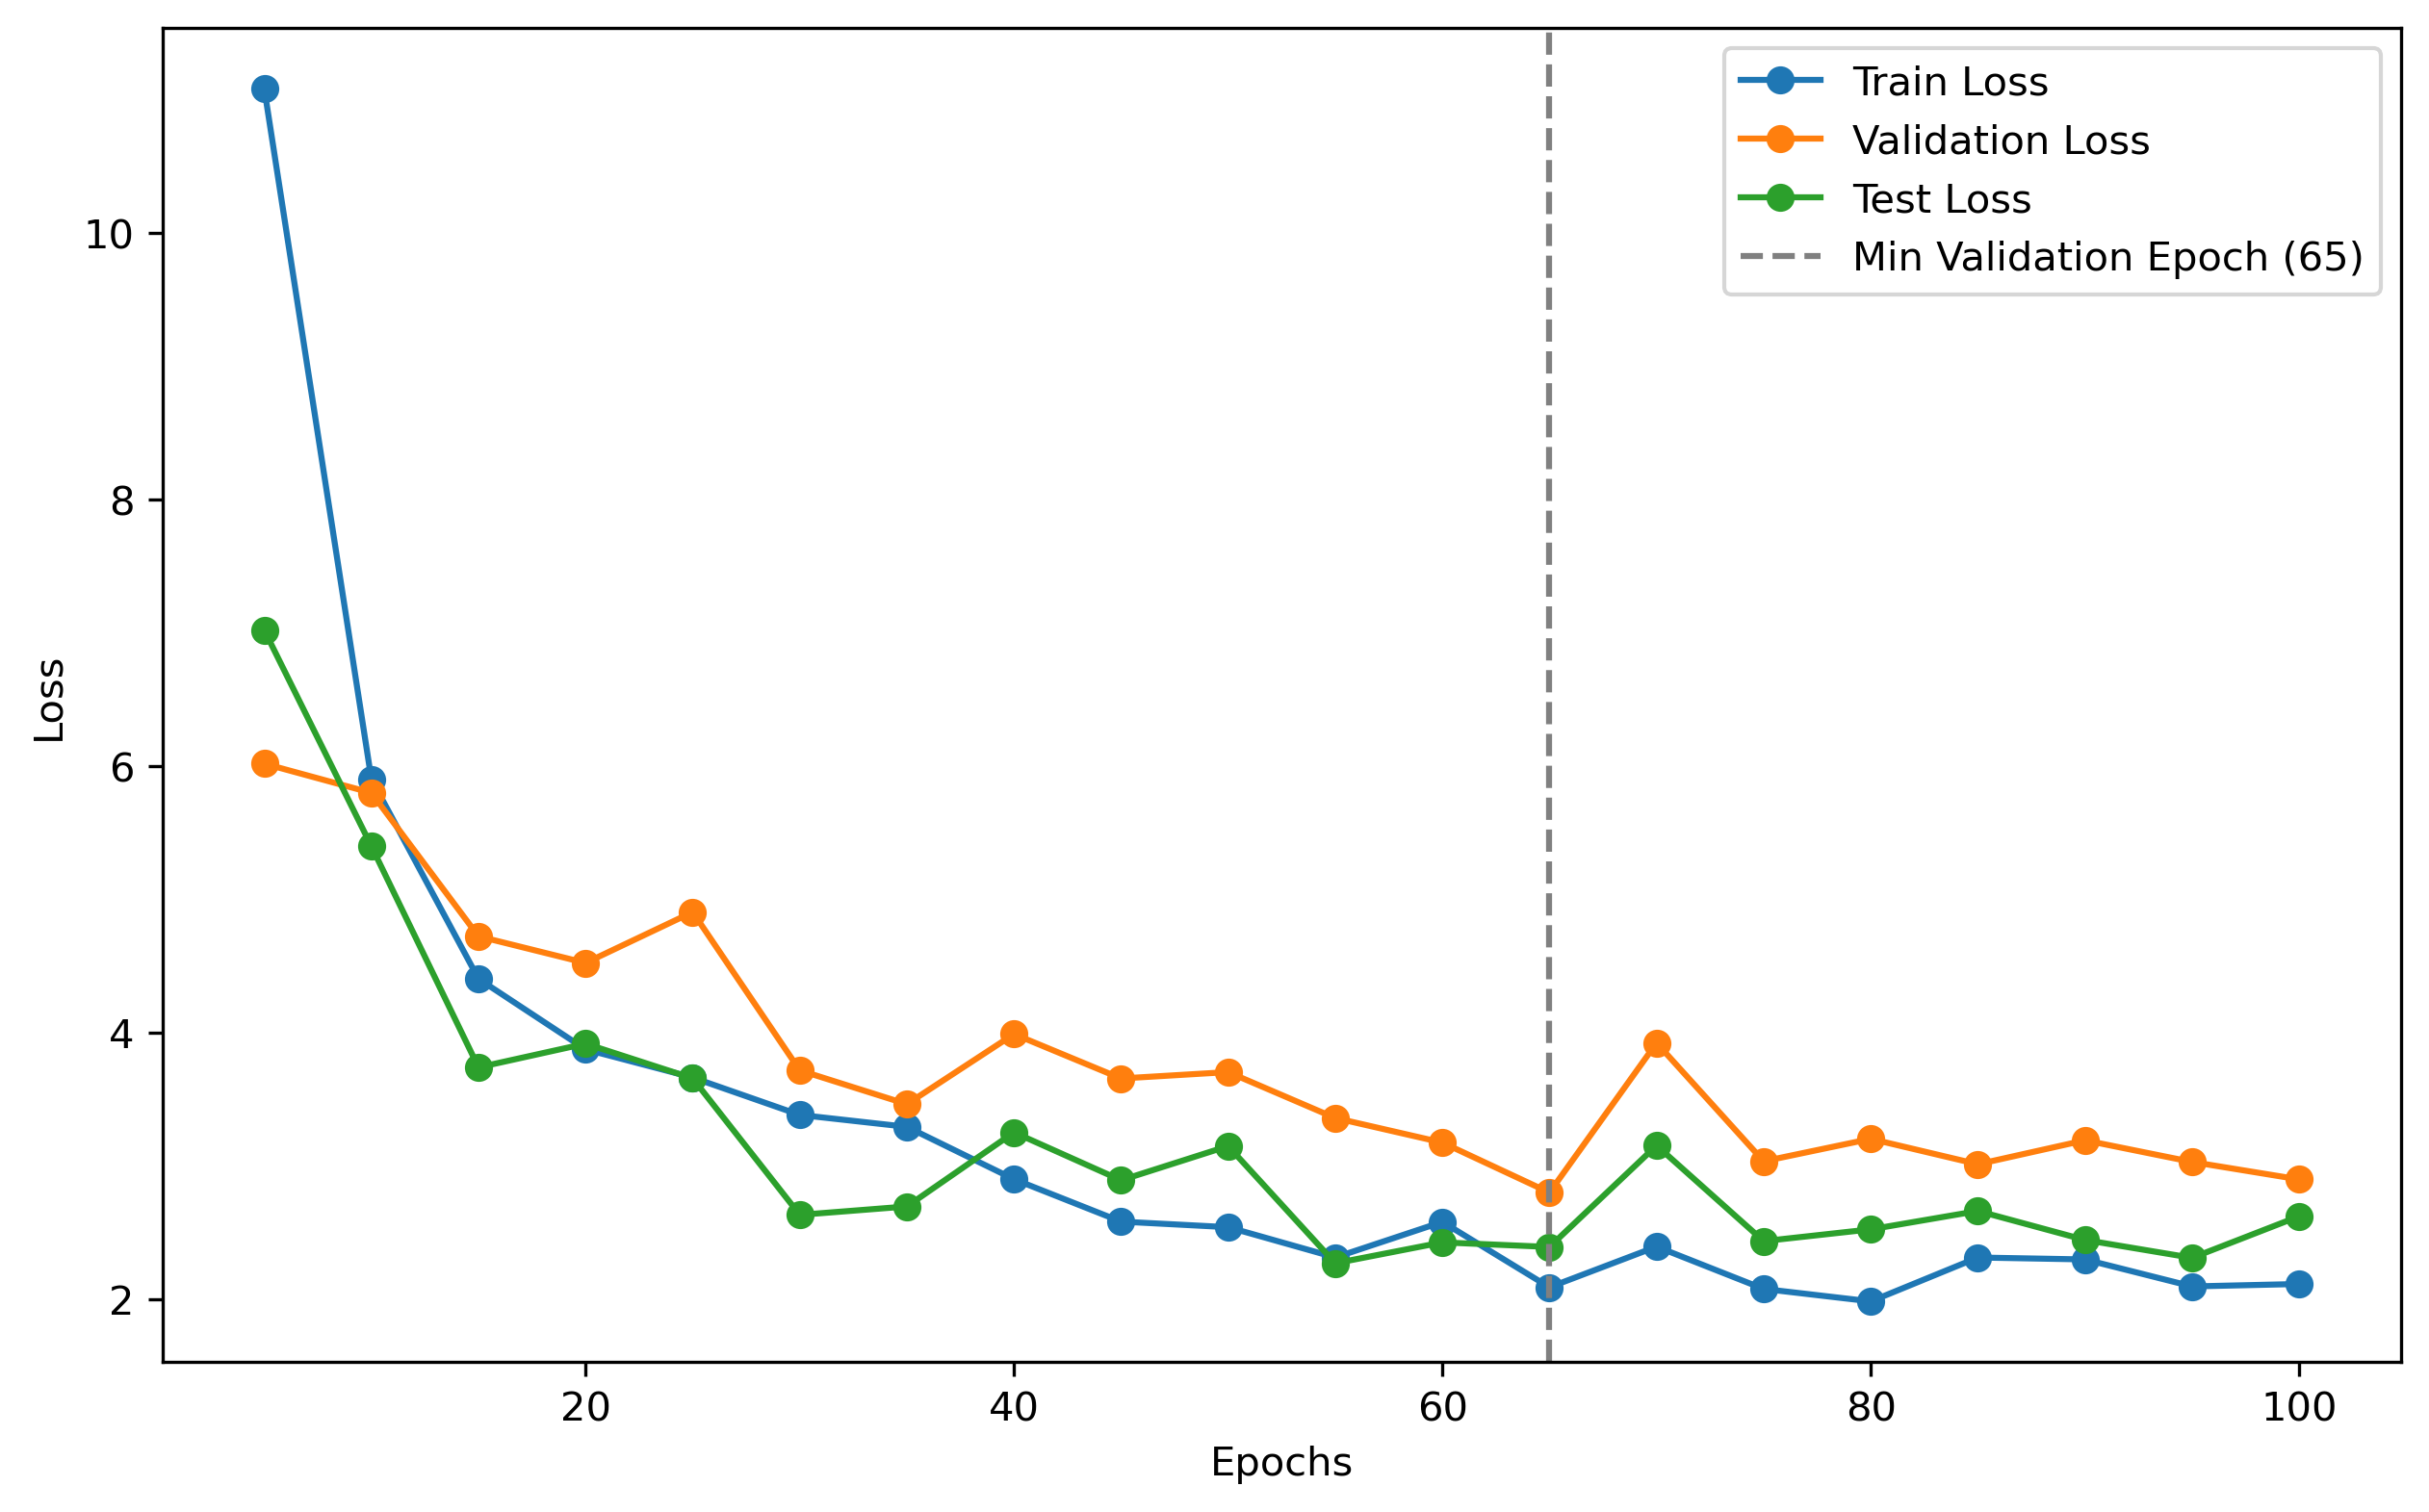 Train Loss
Validation Loss
Test Loss
Min Validation Epoch (65)
10
8
6
4
2
Loss
20 40 60 80 100
Epochs